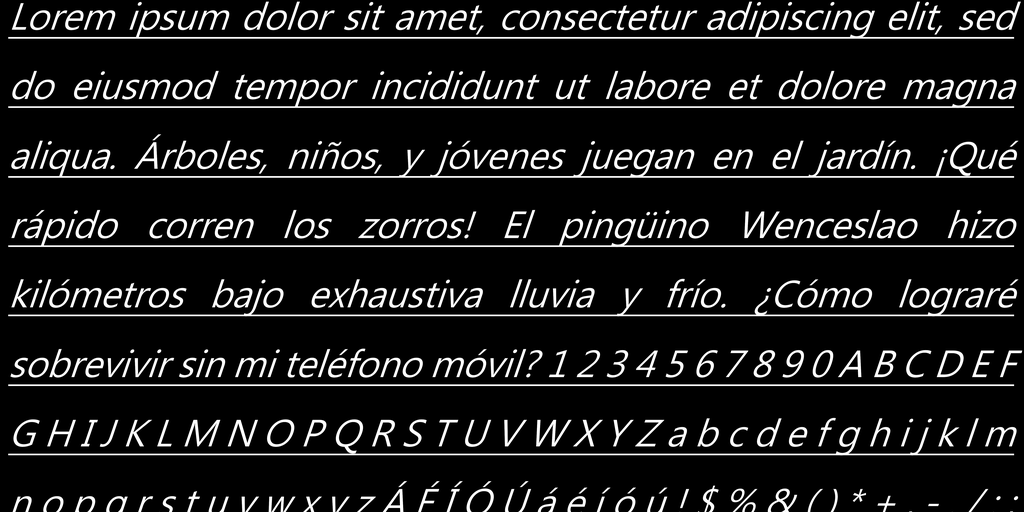 Lorem ipsum dolor sit amet, consectetur adipiscing elit, sed
do eiusmod tempor incididunt ut labore et dolore magna
aliqua. Árboles, niños, y jóvenes juegan en el jardín. ¡Qué
rápido corren los zorros! El pingüino Wenceslao hizo
kilómetros bajo exhaustiva lluvia y frío. ¿Cómo lograré
sobrevivir sin mi teléfono móvil? 1 2 3 4 5 6 7 8 9 0 A B C D E F
G H I J K L M N O P Q R S T U V W X Y Z a b c d e f g h i j k l m
n o p q r s t u v w x y z Á É Í Ó Ú á é í ó ú ! $ % & ( ) * + , - . / : ;